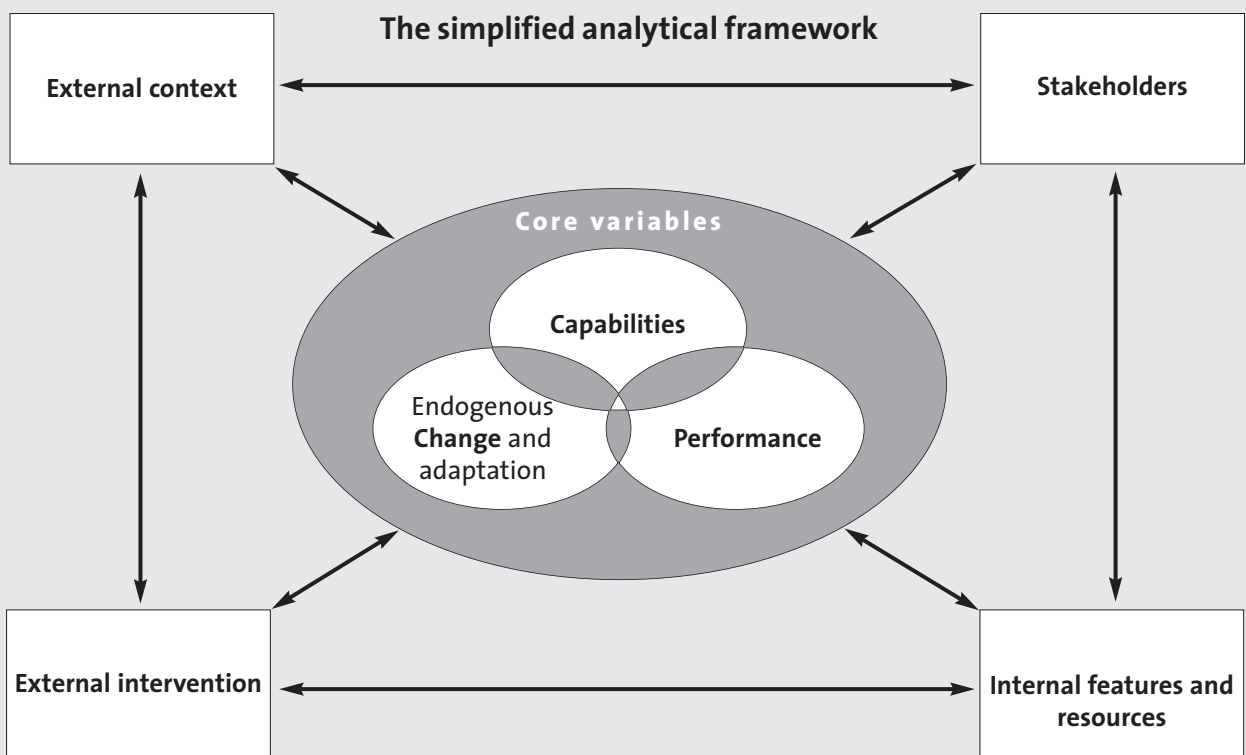 The simplified analytical framework
External context
Stakeholders
Core variables
Capabilities
Endogenous
Change and
adaptation
Performance
External intervention
Internal features and
resources